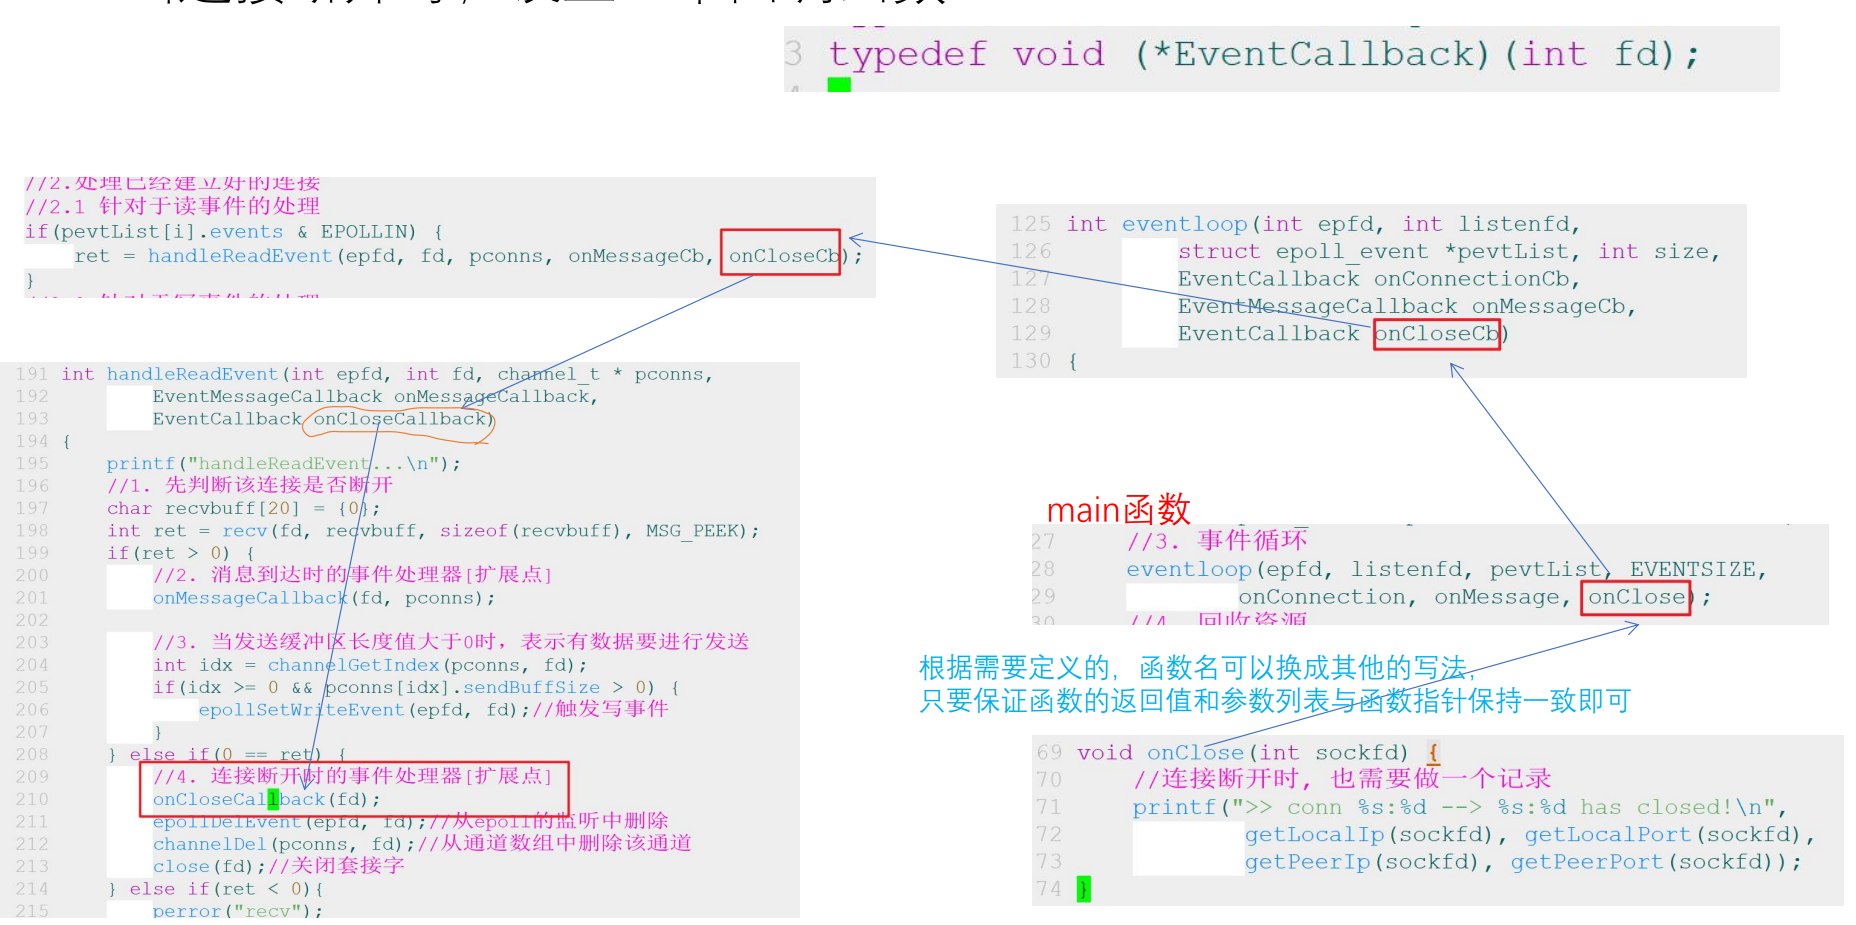 3 typedef void (*EventCallback)(int fd);
//2.处理已经建立好的连接
//2.1 针对于读事件的处理
if(pevtList[i].events & EPOLLIN) {
ret = handleReadEvent(epfd, fd, pconns, onMessageCb, onCloseCb);
}
125 int eventloop(int epfd, int listenfd,
126 struct epoll_event *pevtList, int size,
127 EventCallback onConnectionCb,
128 EventMessageCallback onMessageCb,
129 EventCallback onCloseCb)
130 {
191 int handleReadEvent(int epfd, int fd, channel_t * pconns,
192 EventMessageCallback onMessageCallback,
193 EventCallback onCloseCallback)
194 {
195 printf("handleReadEvent...\n");
196 //1. 先判断该连接是否断开
197 char recvbuff[20] = {0};
198 int ret = recv(fd, recvbuff, sizeof(recvbuff), MSG_PEEK);
199 if(ret > 0) {
200 //2. 消息到达时的事件处理器[扩展点]
201 onMessageCallback(fd, pconns);
202
203 //3. 当发送缓冲区长度值大于0时，表示有数据要进行发送
204 int idx = channelGetIndex(pconns, fd);
205 if(idx >= 0 && pconns[idx].sendBuffSize > 0) {
206 epollSetWriteEvent(epfd, fd);//触发写事件
207 }
208 } else if(0 == ret) {
209 //4. 连接断开时的事件处理器[扩展点]
210 onCloseCallback(fd);
211 epollDelEvent(epfd, fd);//从epoll的监听中删除
212 channelDel(pconns, fd);//从通道数组中删除该通道
213 close(fd);//关闭套接字
214 } else if(ret < 0){
215 perror("recv");
main函数
27 //3. 事件循环
28 eventloop(epfd, listenfd, pevtList, EVENTSIZE,
29 onConnection, onMessage, onClose);
30 //4. 回收资源
根据需要定义的，函数名可以换成其他的写法，
只要保证函数的返回值和参数列表与函数指针保持一致即可
69 void onClose(int sockfd) {
70 //连接断开时, 也需要做一个记录
71 printf(">> conn %s:%d --> %s:%d has closed!\n",
72 getLocalIp(sockfd), getLocalPort(sockfd),
73 getPeerIp(sockfd), getPeerPort(sockfd));
74 }